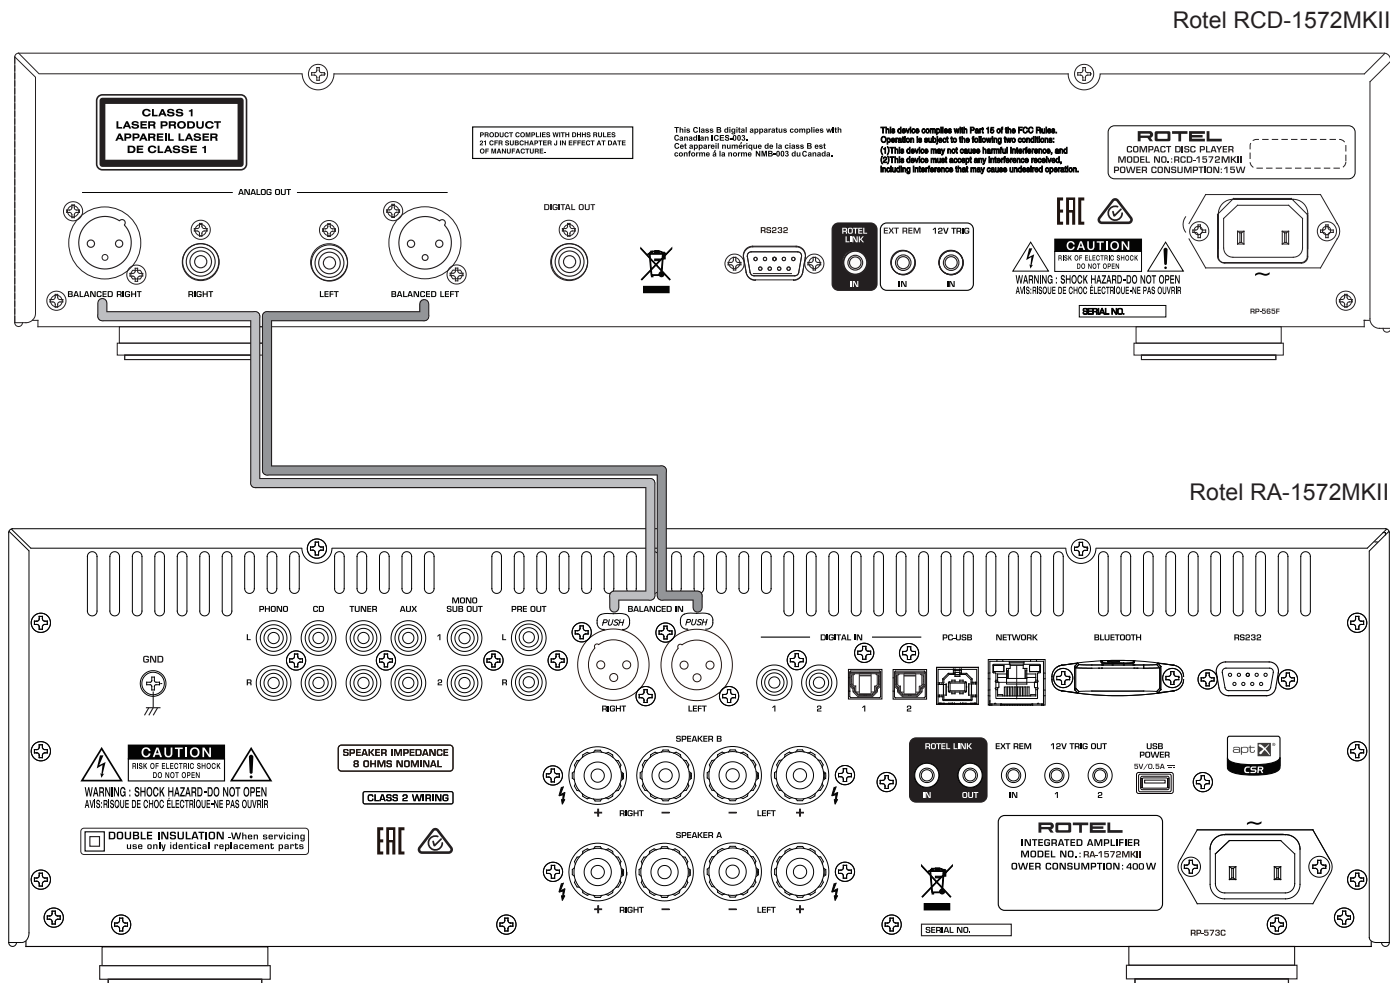 Rotel RCD-1572MKII
CLASS 1
LASER PRODUCT
APPAREIL LASER
DE CLASSE 1
PRODUCT COMPLIES WITH DHHS RULES
21 CFR SUBCHAPTER J IN EFFECT AT DATE
OF MANUFACTURE.
This Class B digital apparatus complies with
Canadian ICES-003.
Cet appareil numérique de la class B est
conforme á la norme NMB-003 du Canada.
This device complies with Part 15 of the FCC Rules.
Operation is subject to the following two conditions:
(1)This device may not cause harmful interference, and
(2)This device must accept any interference received,
including interference that may cause undesired operation.
ROTEL
COMPACT DISC PLAYER
MODEL NO.: RCD-1572MKII
POWER CONSUMPTION: 15W
ANALOG OUT
BALANCED RIGHT
RIGHT
LEFT
BALANCED LEFT
DIGITAL OUT
RS232
ROTEL
LINK
IN
EXT REM
IN
12V TRIG
IN
EAC
CAUTION
RISK OF ELECTRIC SHOCK
DO NOT OPEN
WARNING : SHOCK HAZARD-DO NOT OPEN
AVIS:RISOUE DE CHOC ÉLECTRIQUE-NE PAS OUVRIR
SERIAL NO.
~
RP-565F
Rotel RA-1572MKII
PHONO
CD
TUNER
AUX
MONO
SUB OUT
PRE OUT
L
R
1
2
L
R
BALANCED IN
PUSH
PUSH
RIGHT
LEFT
DIGITAL IN
1
2
1
2
PC-USB
NETWORK
BLUETOOTH
RS232
GND
CAUTION
RISK OF ELECTRIC SHOCK
DO NOT OPEN
WARNING : SHOCK HAZARD-DO NOT OPEN
AVIS:RISOUE DE CHOC ÉLECTRIQUE-NE PAS OUVRIR
DOUBLE INSULATION -When servicing
use only identical replacement parts
SPEAKER IMPEDANCE
8 OHMS NOMINAL
CLASS 2 WIRING
EAC
SPEAKER B
+ RIGHT − − LEFT +
SPEAKER A
+ RIGHT − − LEFT +
ROTEL LINK
IN
OUT
EXT REM
IN
12V TRIG OUT
1
2
USB
POWER
5V/0.5A
aptX
CSR
ROTEL
INTEGRATED AMPLIFIER
MODEL NO.: RA-1572MKII
OWER CONSUMPTION: 400W
SERIAL NO.
~
RP-573C